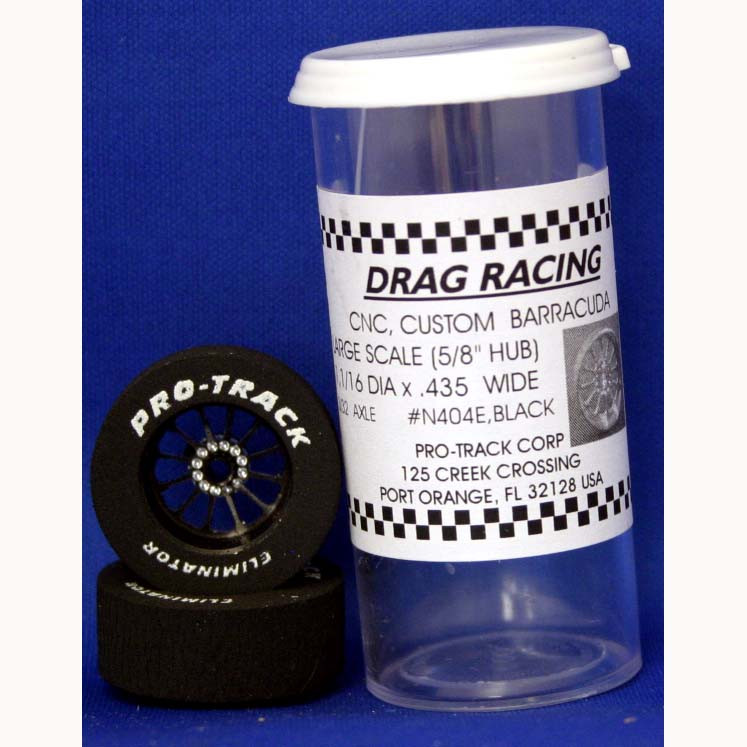 DRAG RACING
CNC, CUSTOM BARRACUDA
ARGE SCALE (5/8" HUB)
1/16 DIA x .435 WIDE
AXLE #N404E,BLACK
PRO-TRACK CORP
125 CREEK CROSSING
PORT ORANGE, FL 32128 USA
PRO-TRACK
ELIMINATOR
ELIMINATOR